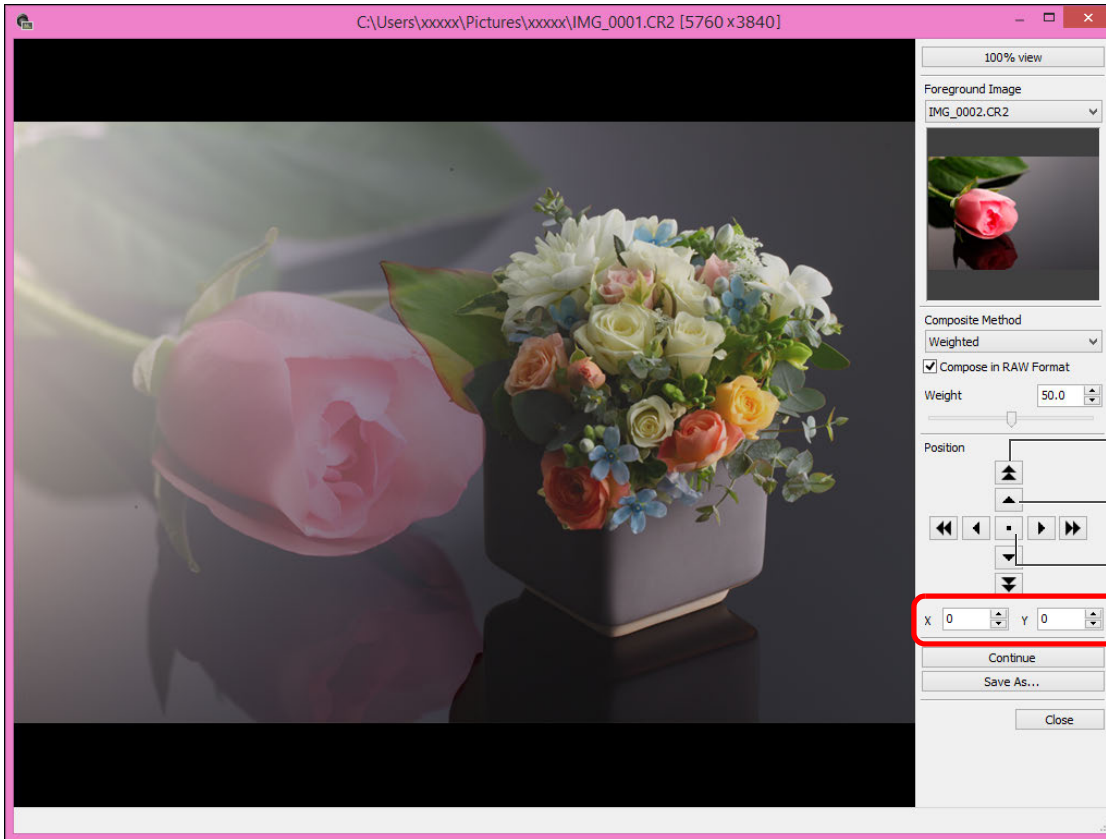 C:\Users\xxxxx\Pictures\xxxxx\IMG_0001.CR2 [5760 x3840]
100% view
Foreground Image
IMG_0002.CR2
Composite Method
Weighted
Compose in RAW Format
Weight 50.0
Position
X 0 Y 0
Continue
Save As...
Close